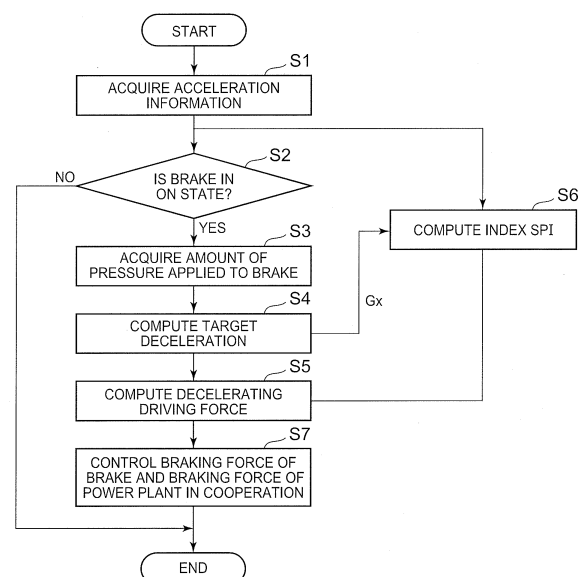 START
S1
ACQUIRE ACCELERATION
INFORMATION
S2
NO
IS BRAKE IN
ON STATE?
S6
COMPUTE INDEX SPI
YES
S3
ACQUIRE AMOUNT OF
PRESSURE APPLIED TO BRAKE
S4
Gx
COMPUTE TARGET
DECELERATION
S5
COMPUTE DECELERATING
DRIVING FORCE
S7
CONTROL BRAKING FORCE OF
BRAKE AND BRAKING FORCE OF
POWER PLANT IN COOPERATION
END